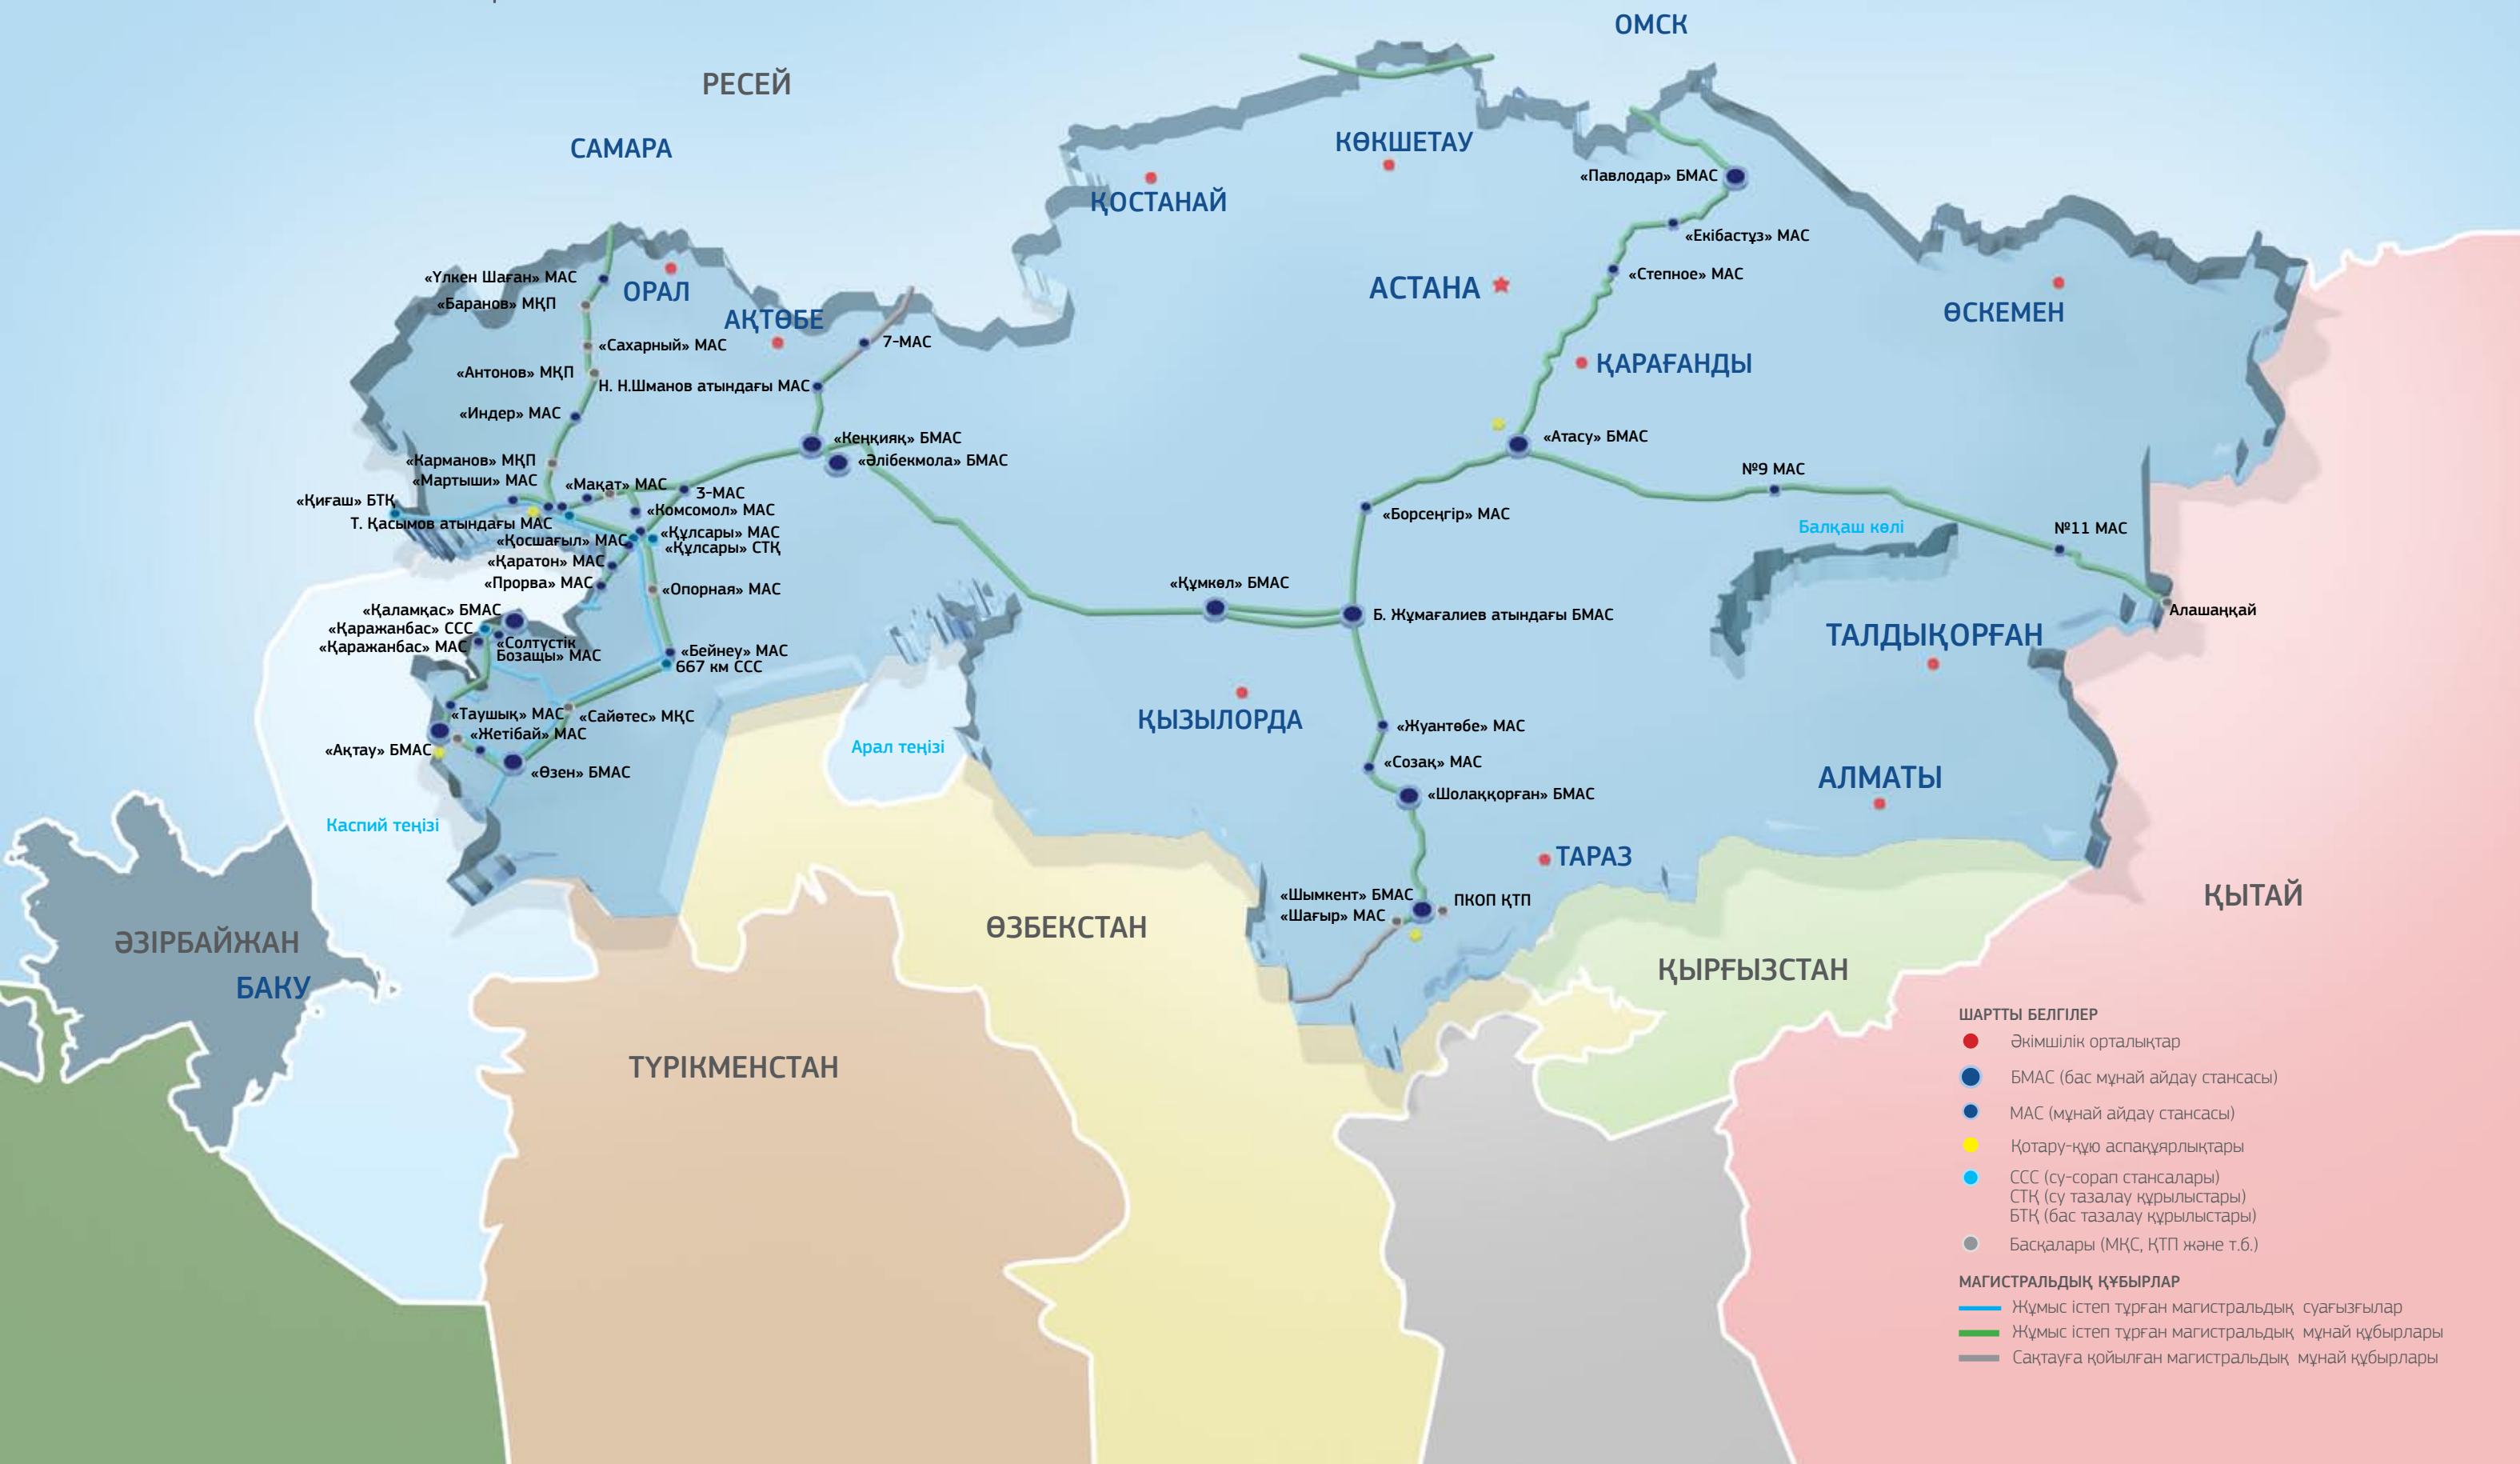 ОМСК
РЕСЕЙ
САМАРА
КӨКШЕТАУ
«Павлодар» БМАС
ҚОСТАНАЙ
«Екібастұз» МАС
«Үлкен Шаған» МАС
«Степное» МАС
ОРАЛ
АСТАНА
«Баранов» МҚП
АҚТӨБЕ
ӨСКЕМЕН
«Сахарный» МАС
7-МАС
ҚАРАҒАНДЫ
«Антонов» МҚП
Н. Н.Шманов атындағы МАС
«Индер» МАС
«Кеңқияқ» БМАС
«Атасу» БМАС
«Карманов» МҚП
«Әлібекмола» БМАС
№9 МАС
«Мартыши» МАС
«Мақат» МАС
3-МАС
«Қиғаш» БТҚ
«Комсомол» МАС
«Борсеңгір» МАС
Т. Қасымов атындағы МАС
Балқаш көлі
№11 МАС
«Құлсары» МАС
«Қосшағыл» МАС
«Құлсары» СТҚ
«Қаратон» МАС
«Прорва» МАС
«Опорная» МАС
«Құмкөл» БМАС
«Қаламқас» БМАС
Б. Жұмағалиев атындағы БМАС
Алашаңқай
«Қаражанбас» ССС
«Қаражанбас» МАС
«Солтүстік
Бозащы» МАС
ТАЛДЫҚОРҒАН
«Бейнеу» МАС
667 км ССС
«Таушық» МАС
«Сайөтес» МҚС
ҚЫЗЫЛОРДА
«Жуантөбе» МАС
«Жетібай» МАС
«Ақтау» БМАС
Арал теңізі
«Созақ» МАС
«Өзен» БМАС
АЛМАТЫ
«Шолаққорған» БМАС
Каспий теңізі
ТАРАЗ
«Шымкент» БМАС
ПКОП ҚТП
ҚЫТАЙ
«Шағыр» МАС
ӨЗБЕКСТАН
ӘЗІРБАЙЖАН
ҚЫРҒЫЗСТАН
БАКУ
ТҮРІКМЕНСТАН
ШАРТТЫ БЕЛГІЛЕР
Әкімшілік орталықтар
БМАС (бас мұнай айдау стансасы)
МАС (мұнай айдау стансасы)
Қотару-құю аспақұярлықтары
ССС (су-сорап стансалары)
СТҚ (су тазалау құрылыстары)
БТҚ (бас тазалау құрылыстары)
Басқалары (МҚС, ҚТП және т.б.)
МАГИСТРАЛЬДЫҚ ҚҰБЫРЛАР
Жұмыс істеп тұрған магистральдық суағызғылар
Жұмыс істеп тұрған магистральдық мұнай құбырлары
Сақтауға қойылған магистральдық мұнай құбырлары